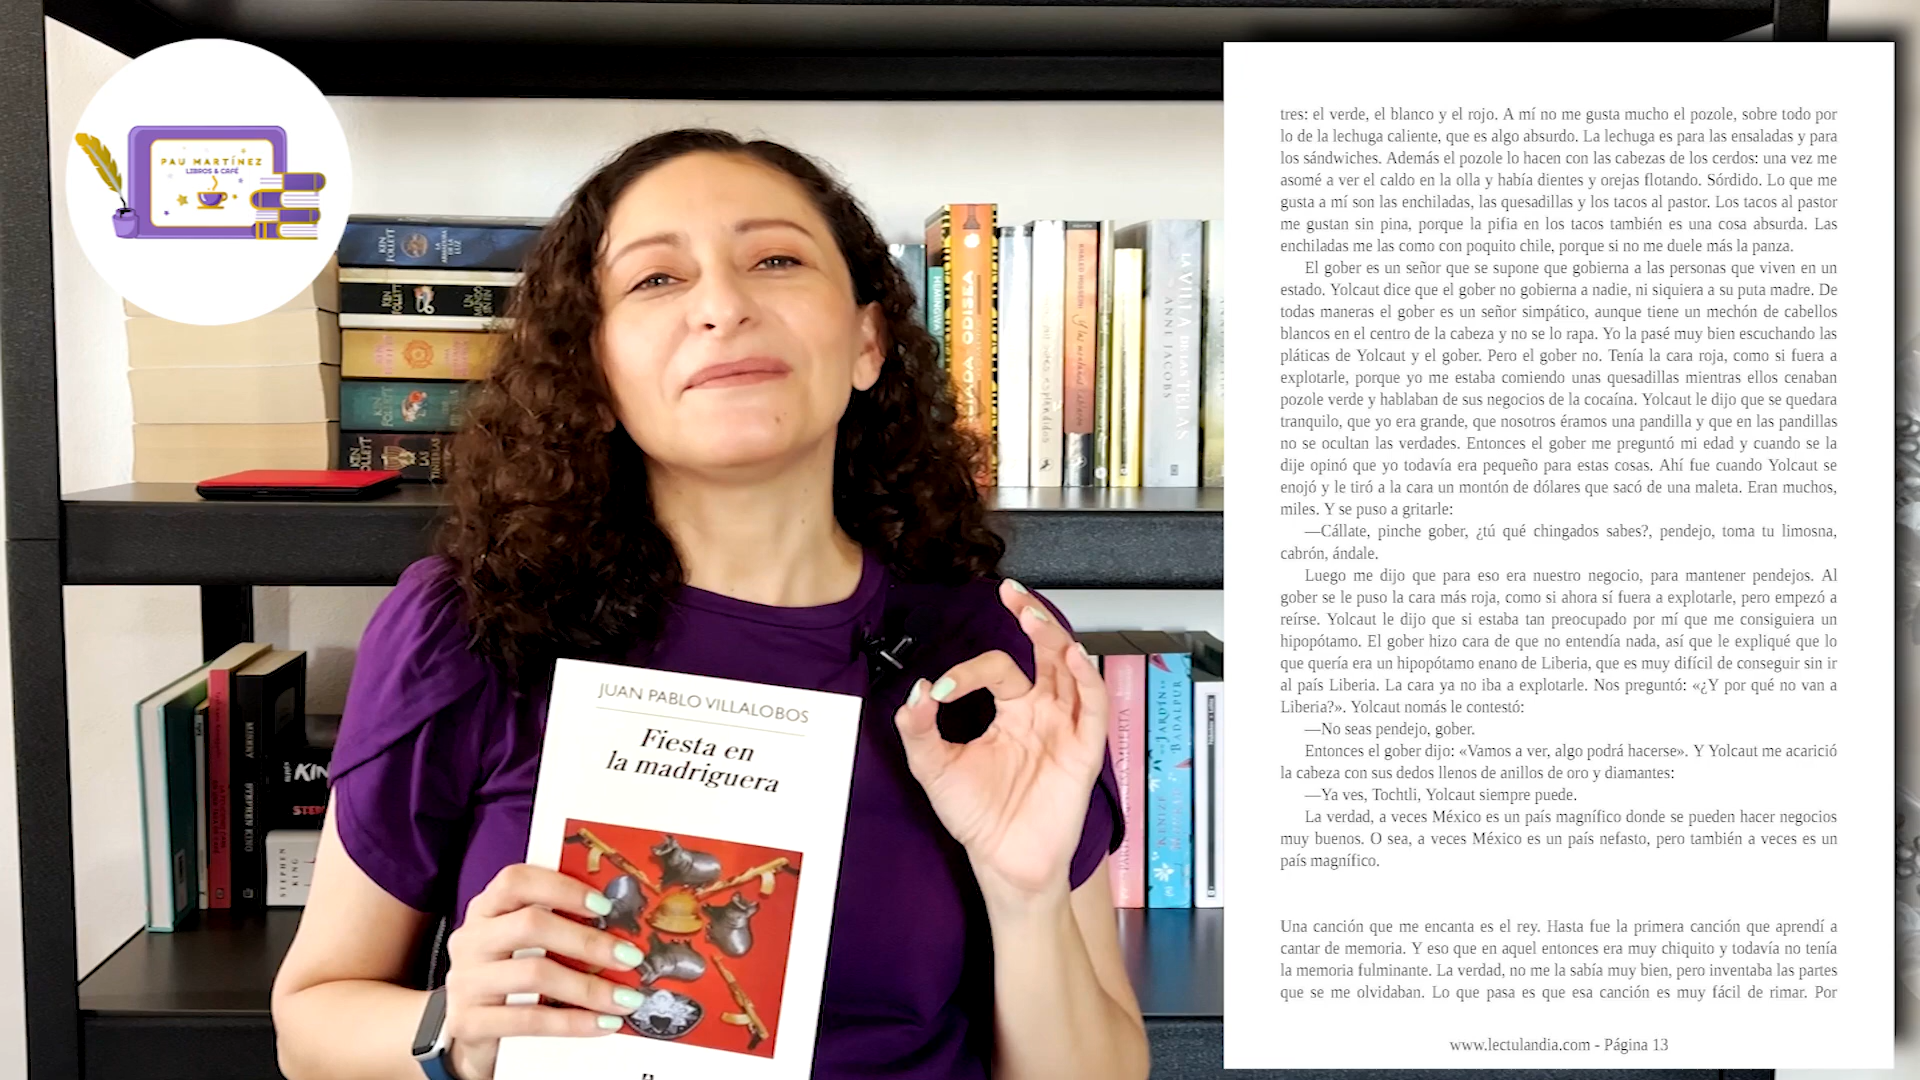 PAU MARTÍNEZ
LIBROS & CAFÉ
KEN FOLLETT
LA ARMADURA DE LA LUZ
KEN FOLLETT
KEN FOLLETT
KEN FOLLETT
KEN FOLLETT
LA VILLA DE LAS TELAS
ANNE JACOBS
STEPHEN KING
STEPHEN KING
JUAN PABLO VILLALOBOS
Fiesta en
la madriguera
tres: el verde, el blanco y el rojo. A mí no me gusta mucho el pozole, sobre todo por
lo de la lechuga caliente, que es algo absurdo. La lechuga es para las ensaladas y para
los sándwiches. Además el pozole lo hacen con las cabezas de los cerdos: una vez me
asomé a ver el caldo en la olla y había dientes y orejas flotando. Sórdido. Lo que me
gusta a mí son las enchiladas, las quesadillas y los tacos al pastor. Los tacos al pastor
me gustan sin pina, porque la pifia en los tacos también es una cosa absurda. Las
enchiladas me las como con poquito chile, porque si no me duele más la panza.
El gober es un señor que se supone que gobierna a las personas que viven en un
estado. Yolcaut dice que el gober no gobierna a nadie, ni siquiera a su puta madre. De
todas maneras el gober es un señor simpático, aunque tiene un mechón de cabellos
blancos en el centro de la cabeza y no se lo rapa. Yo la pasé muy bien escuchando las
pláticas de Yolcaut y el gober. Pero el gober no. Tenía la cara roja, como si fuera a
explotarle, porque yo me estaba comiendo unas quesadillas mientras ellos cenaban
pozole verde y hablaban de sus negocios de la cocaína. Yolcaut le dijo que se quedara
tranquilo, que yo era grande, que nosotros éramos una pandilla y que en las pandillas
no se ocultan las verdades. Entonces el gober me preguntó mi edad y cuando se la
dije opinó que yo todavía era pequeño para estas cosas. Ahí fue cuando Yolcaut se
enojó y le tiró a la cara un montón de dólares que sacó de una maleta. Eran muchos,
miles. Y se puso a gritarle:
—Cállate, pinche gober, ¿tú qué chingados sabes?, pendejo, toma tu limosna,
cabrón, ándale.
Luego me dijo que para eso era nuestro negocio, para mantener pendejos. Al
gober se le puso la cara más roja, como si ahora sí fuera a explotarle, pero empezó a
reírse. Yolcaut le dijo que si estaba tan preocupado por mí que me consiguiera un
hipopótamo. El gober hizo cara de que no entendía nada, así que le expliqué que lo
que quería era un hipopótamo enano de Liberia, que es muy difícil de conseguir sin ir
al país Liberia. La cara ya no iba a explotarle. Nos preguntó: «¿Y por qué no van a
Liberia?». Yolcaut nomás le contestó:
—No seas pendejo, gober.
Entonces el gober dijo: «Vamos a ver, algo podrá hacerse». Y Yolcaut me acarició
la cabeza con sus dedos llenos de anillos de oro y diamantes:
—Ya ves, Tochtli, Yolcaut siempre puede.
La verdad, a veces México es un país magnífico donde se pueden hacer negocios
muy buenos. O sea, a veces México es un país nefasto, pero también a veces es un
país magnífico.
Una canción que me encanta es el rey. Hasta fue la primera canción que aprendí a
cantar de memoria. Y eso que en aquel entonces era muy chiquito y todavía no tenía
la memoria fulminante. La verdad, no me la sabía muy bien, pero inventaba las partes
que se me olvidaban. Lo que pasa es que esa canción es muy fácil de rimar. Por
www.lectulandia.com - Página 13